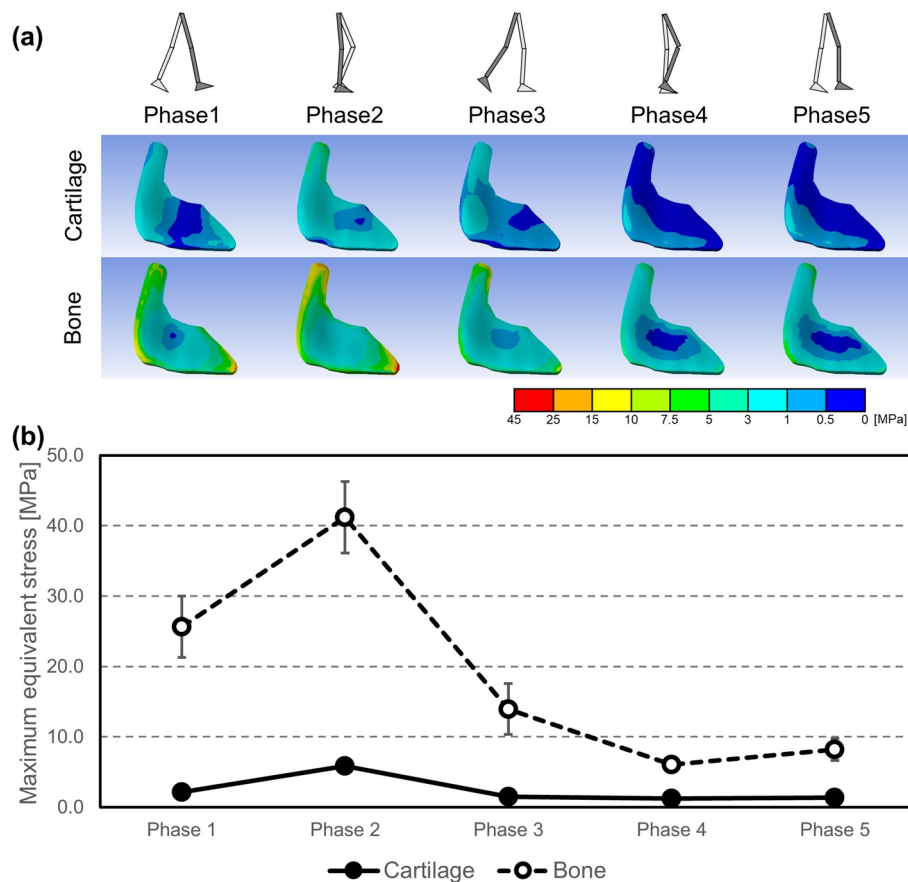 (a)
Phase1 Phase2 Phase3 Phase4 Phase5
Cartilage
Bone
45 25 15 10 7.5 5 3 1 0.5 0 [MPa]
(b)
Maximum equivalent stress [MPa]
50.0
40.0
30.0
20.0
10.0
0.0
Phase 1 Phase 2 Phase 3 Phase 4 Phase 5
Cartilage Bone